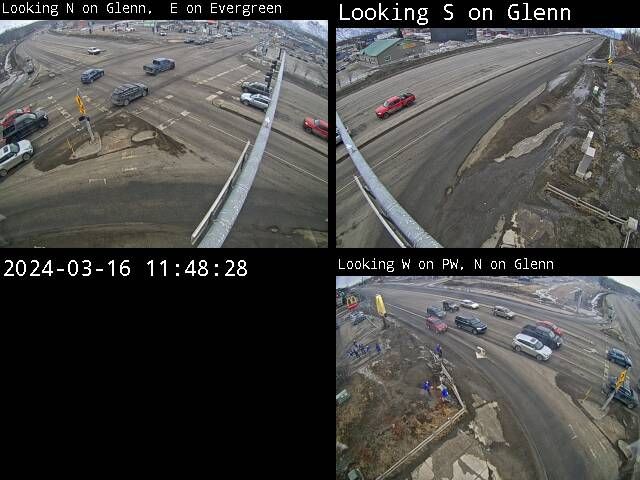 Looking N on Glenn,  E on Evergreen
Looking S on Glenn
2024-03-16 11:48:28
Looking W on PW, N on Glenn